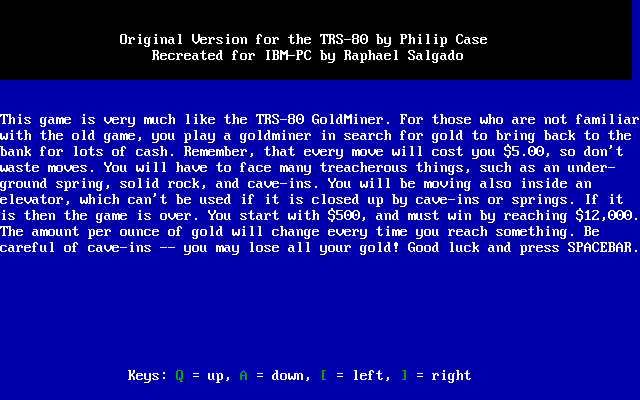 Original Version for the TRS-80 by Philip Case
Recreated for IBM-PC by Raphael Salgado
This game is very much like the TRS-80 GoldMiner. For those who are not familiar
with the old game, you play a goldminer in search for gold to bring back to the
bank for lots of cash. Remember, that every move will cost you $5.00, so don't
waste moves. You will have to face many treacherous things, such as an under-
ground spring, solid rock, and cave-ins. You will be moving also inside an
elevator, which can't be used if it is closed up by cave-ins or springs. If it
is then the game is over. You start with $500, and must win by reaching $12,000.
The amount per ounce of gold will change every time you reach something. Be
careful of cave-ins -- you may lose all your gold! Good luck and press SPACEBAR.
Keys: Q = up, A = down, [ = left, ] = right